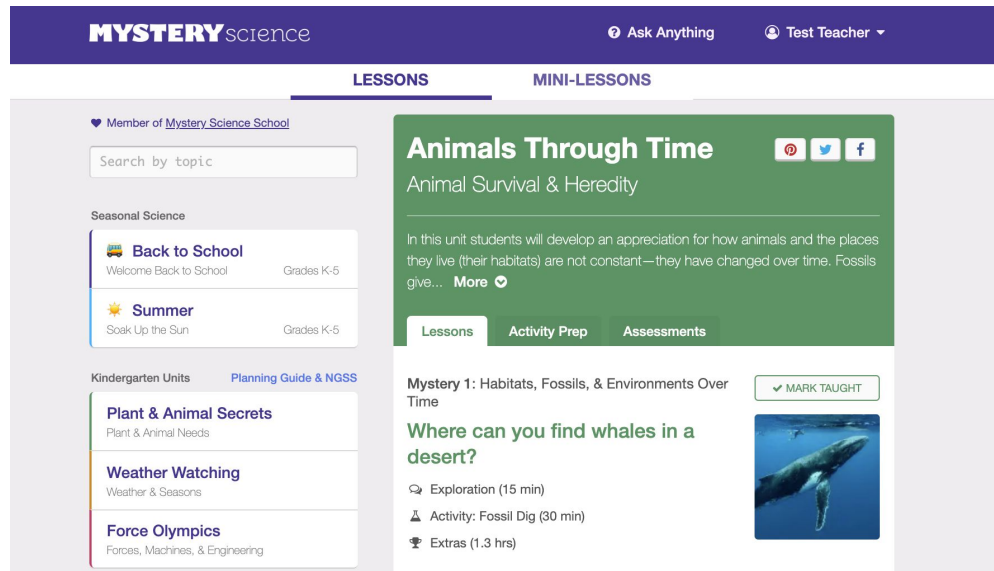 MYSTERYscience
Ask Anything
Test Teacher
LESSONS
MINI-LESSONS
Member of Mystery Science School
Search by topic
Seasonal Science
Back to School
Welcome Back to School Grades K-5
Summer
Soak Up the Sun Grades K-5
Kindergarten Units Planning Guide & NGSS
Plant & Animal Secrets
Plant & Animal Needs
Weather Watching
Weather & Seasons
Force Olympics
Forces, Machines, & Engineering
Animals Through Time
Animal Survival & Heredity
In this unit students will develop an appreciation for how animals and the places
they live (their habitats) are not constant—they have changed over time. Fossils
give... More
Lessons Activity Prep Assessments
Mystery 1: Habitats, Fossils, & Environments Over
Time
MARK TAUGHT
Where can you find whales in a
desert?
Exploration (15 min)
Activity: Fossil Dig (30 min)
Extras (1.3 hrs)